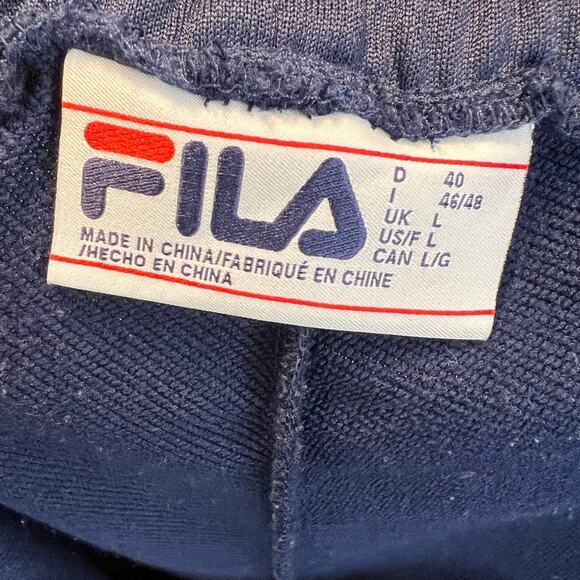 FILA
D 40
I 46/48
UK L
US/F L
CAN L/G
MADE IN CHINA/FABRIQUÉ EN CHINE
/HECHO EN CHINA